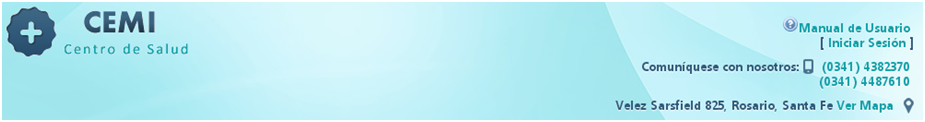 CEMI
Centro de Salud
Manual de Usuario
[ Iniciar Sesión ]
Comuníquese con nosotros: (0341) 4382370
(0341) 4487610
Velez Sarsfield 825, Rosario, Santa Fe Ver Mapa